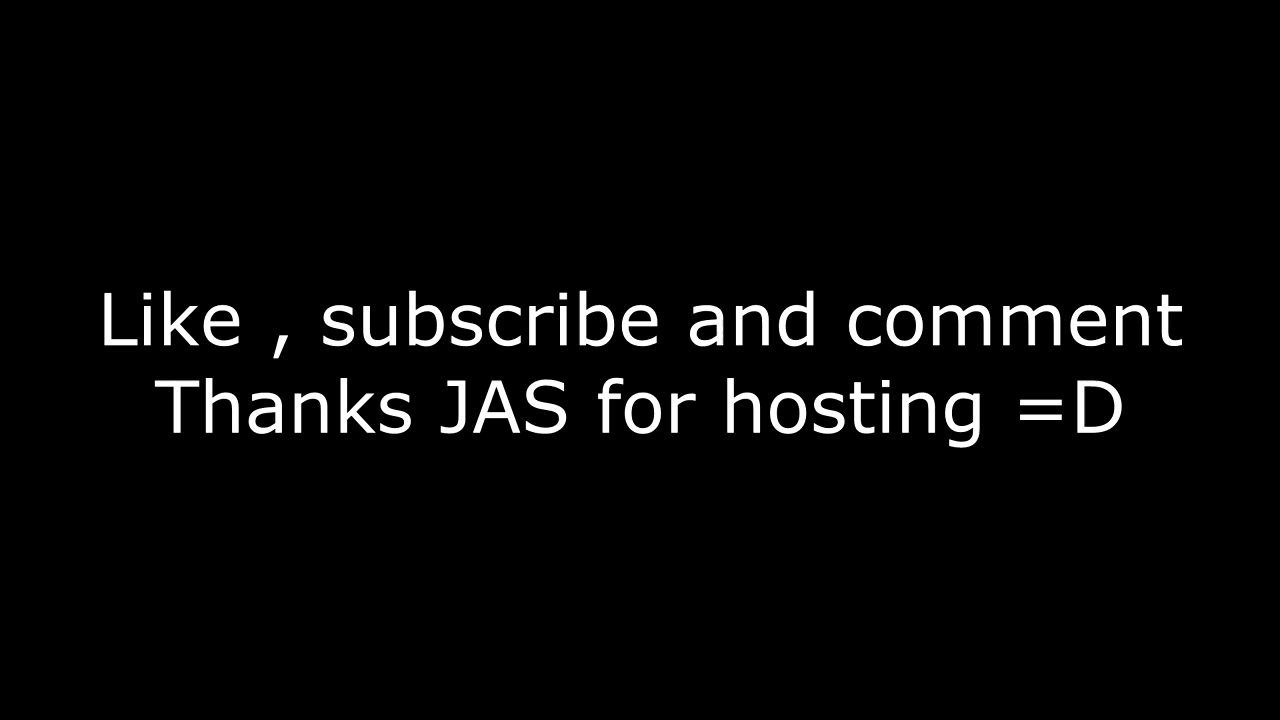 Like , subscribe and comment
Thanks JAS for hosting =D